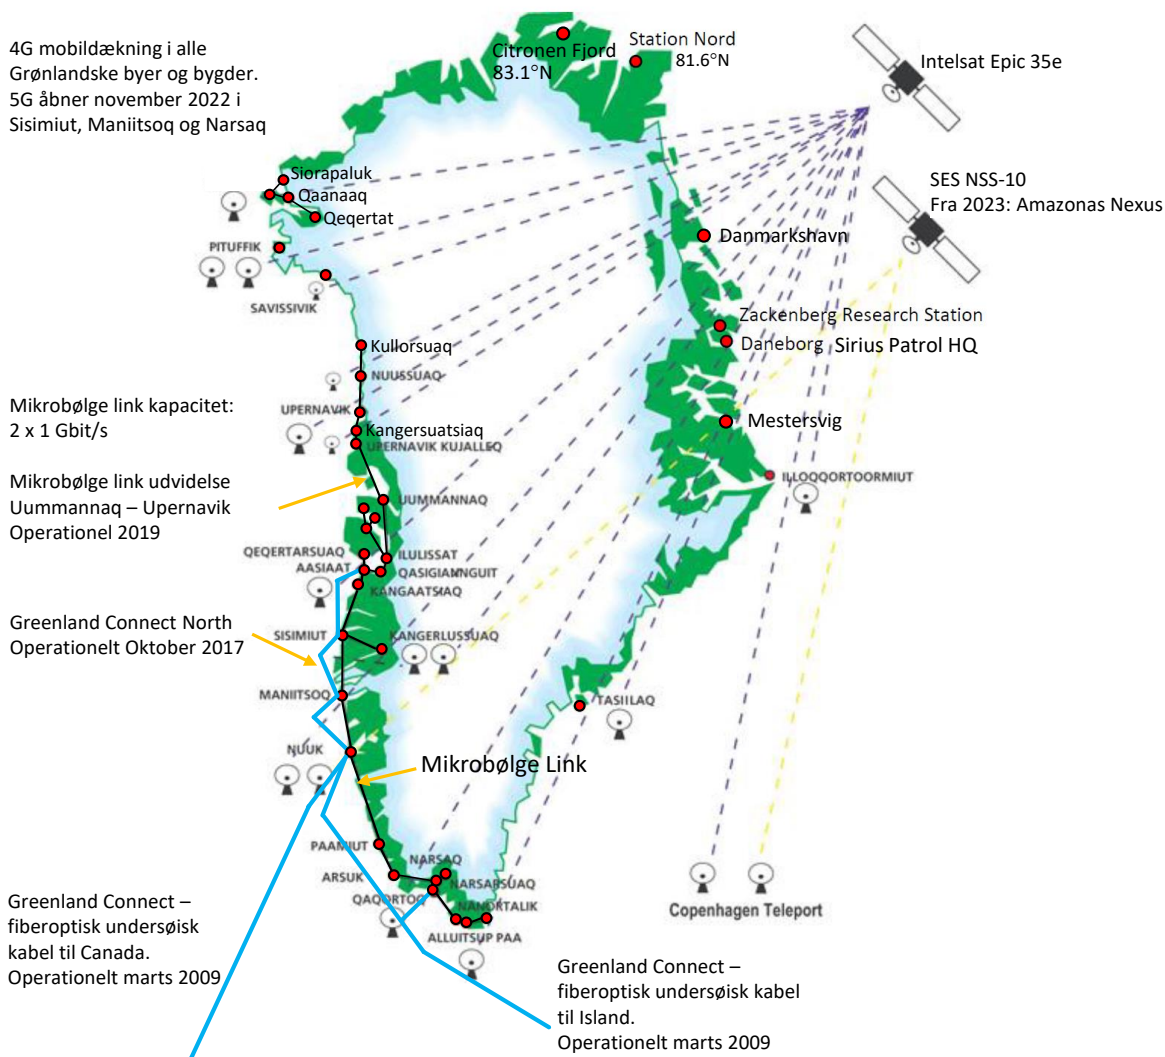 4G mobildækning i alle
Grønlandske byer og bygder.
5G åbner november 2022 i
Sisimiut, Maniitsoq og Narsaq
Citronen Fjord
83.1°N
Station Nord
81.6°N
Intelsat Epic 35e
SES NSS-10
Fra 2023: Amazonas Nexus
Siorapaluk
Qaanaaq
Qeqertat
PITUFFIK
SAVISSIVIK
Danmarkshavn
Zackenberg Research Station
Daneborg Sirius Patrol HQ
Kullorsuaq
NUUSSUAQ
UPERNAVIK
Kangersuatsiaq
UPERNAVIK KUJALLEQ
Mestersvig
ILLOQQORTOORMIUT
Mikrobølge link kapacitet:
2 x 1 Gbit/s
Mikrobølge link udvidelse
Uummannaq – Upernavik
Operationel 2019
UUMMANNAQ
QEQERTARSUAQ
ILULISSAT
AASIAAT
QASIGIANNGUIT
KANGAATSIAQ
Greenland Connect North
Operationelt Oktober 2017
SISIMIUT
KANGERLUSSUAQ
MANIITSOQ
TASIILAQ
NUUK
Mikrobølge Link
PAAMIUT
ARSUK
NARSAQ
NARSARSUAQ
QAQORTOQ
NANORTALIK
ALLUITSUP PAA
Copenhagen Teleport
Greenland Connect –
fiberoptisk undersøisk
kabel til Canada.
Operationelt marts 2009
Greenland Connect –
fiberoptisk undersøisk kabel
til Island.
Operationelt marts 2009